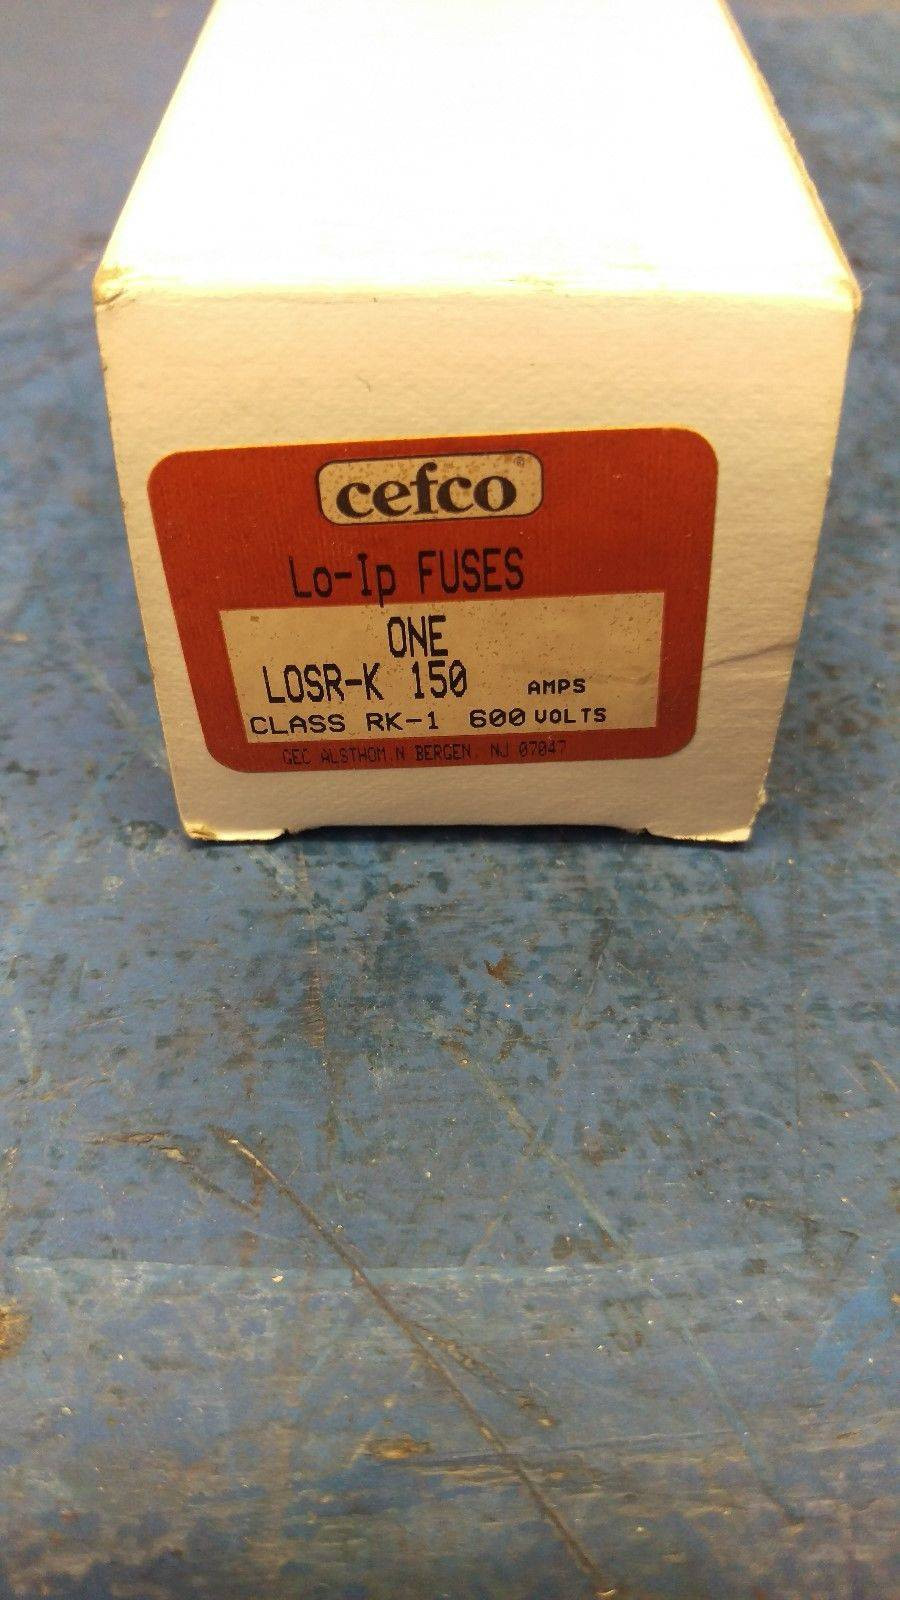 cefco®
Lo-Ip FUSES
ONE
LOSR-K 150 AMPS
CLASS RK-1 600 VOLTS
GEC ALSTHOM.N BERGEN, NJ 07047